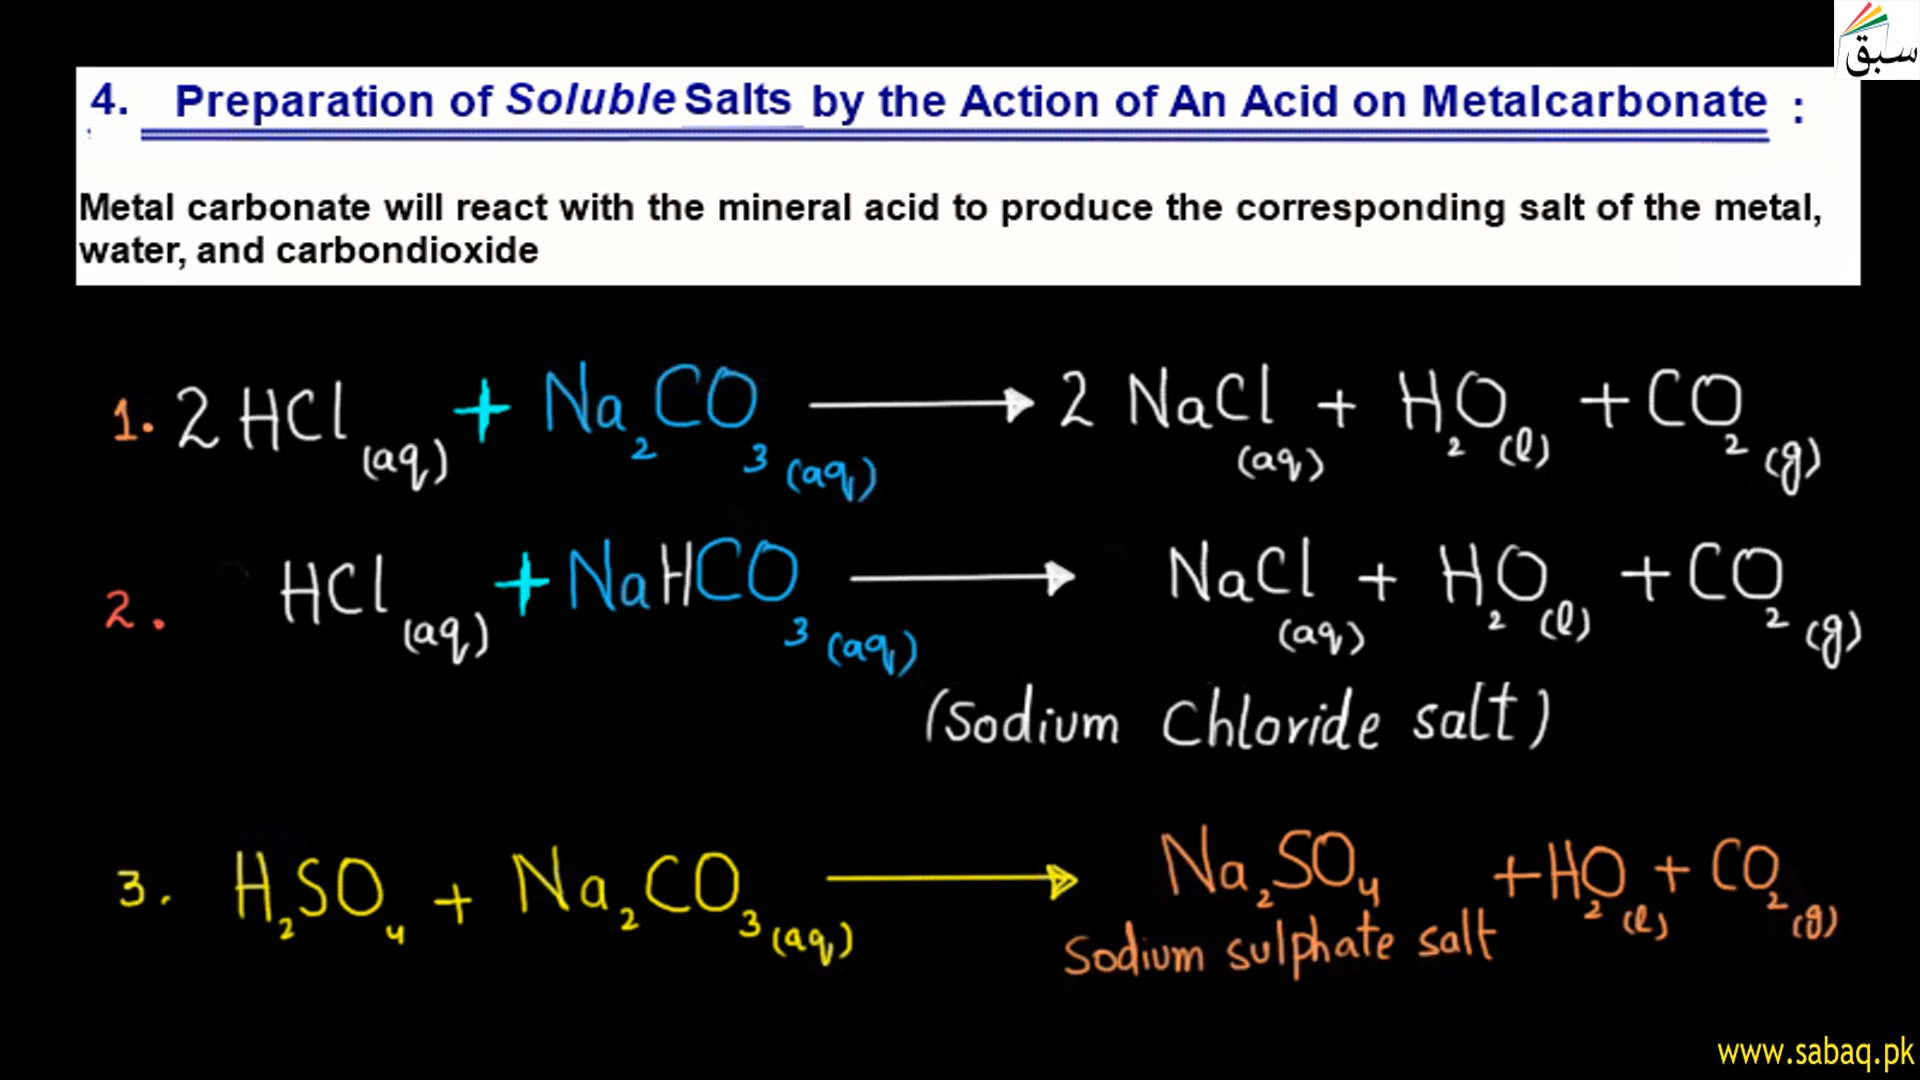 سبق
4. Preparation of Soluble Salts by the Action of An Acid on Metalcarbonate :
Metal carbonate will react with the mineral acid to produce the corresponding salt of the metal,
water, and carbondioxide
1. 2 HCl (aq) + Na₂CO₃ (aq) → 2 NaCl (aq) + H₂O (l) + CO₂ (g)
2. HCl (aq) + NaHCO₃ (aq) → NaCl (aq) + H₂O (l) + CO₂ (g)
(Sodium Chloride salt)
3. H₂SO₄ + Na₂CO₃ (aq) → Na₂SO₄ + H₂O (l) + CO₂ (g)
Sodium sulphate salt
www.sabaq.pk